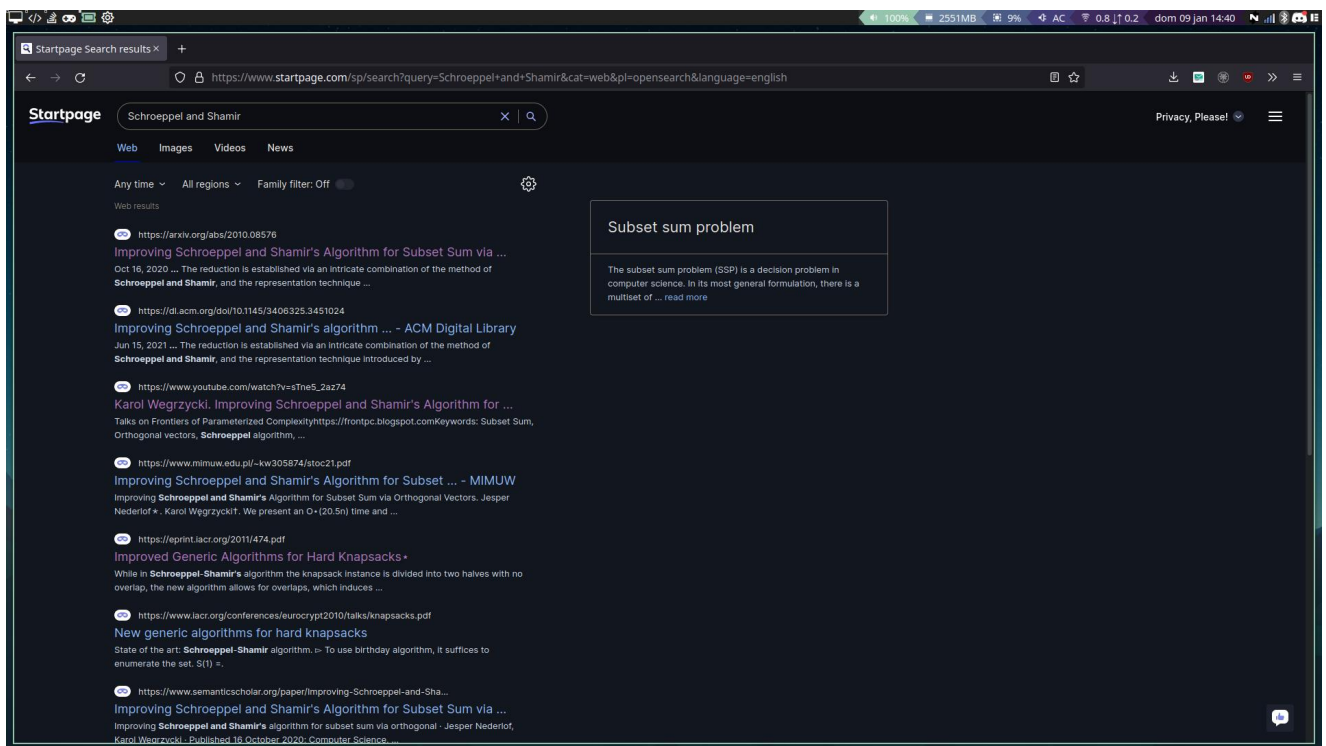 100% 2551MB 9% AC 0.8 ↓↑ 0.2 dom 09 jan 14:40
Startpage Search results × +
https://www.startpage.com/sp/search?query=Schroeppel+and+Shamir&cat=web&pl=opensearch&language=english
Startpage Schroeppel and Shamir Privacy, Please!
Web Images Videos News
Any time All regions Family filter: Off
Web results
https://arxiv.org/abs/2010.08576
Improving Schroeppel and Shamir's Algorithm for Subset Sum via ...
Oct 16, 2020 ... The reduction is established via an intricate combination of the method of
Schroeppel and Shamir, and the representation technique ...
https://dl.acm.org/doi/10.1145/3406325.3451024
Improving Schroeppel and Shamir's algorithm ... - ACM Digital Library
Jun 15, 2021 ... The reduction is established via an intricate combination of the method of
Schroeppel and Shamir, and the representation technique introduced by ...
https://www.youtube.com/watch?v=sTne5_2az74
Karol Wegrzycki. Improving Schroeppel and Shamir's Algorithm for ...
Talks on Frontiers of Parameterized Complexityhttps://frontpc.blogspot.comKeywords: Subset Sum,
Orthogonal vectors, Schroeppel algorithm, ...
https://www.mimuw.edu.pl/~kw305874/stoc21.pdf
Improving Schroeppel and Shamir's Algorithm for Subset ... - MIMUW
Improving Schroeppel and Shamir's Algorithm for Subset Sum via Orthogonal Vectors. Jesper
Nederlof⋆. Karol Węgrzycki†. We present an O⋆(20.5n) time and ...
https://eprint.iacr.org/2011/474.pdf
Improved Generic Algorithms for Hard Knapsacks⋆
While in Schroeppel-Shamir's algorithm the knapsack instance is divided into two halves with no
overlap, the new algorithm allows for overlaps, which induces ...
https://www.iacr.org/conferences/eurocrypt2010/talks/knapsacks.pdf
New generic algorithms for hard knapsacks
State of the art: Schroeppel-Shamir algorithm. ▻ To use birthday algorithm, it suffices to
enumerate the set. S(1) =.
https://www.semanticscholar.org/paper/Improving-Schroeppel-and-Sha...
Improving Schroeppel and Shamir's Algorithm for Subset Sum via ...
Improving Schroeppel and Shamir's algorithm for subset sum via orthogonal · Jesper Nederlof,
Karol Wegrzycki · Published 16 October 2020; Computer Science. ...
Subset sum problem
The subset sum problem (SSP) is a decision problem in
computer science. In its most general formulation, there is a
multiset of ... read more